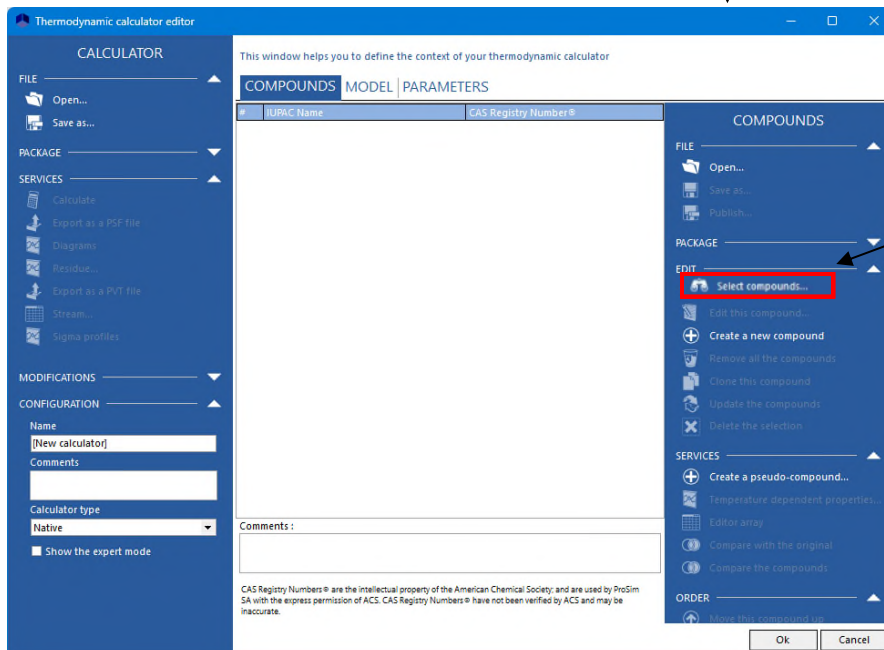 Thermodynamic calculator editor
CALCULATOR
FILE
Open...
Save as...
PACKAGE
SERVICES
Calculate
Export as a PSF file
Diagrams
Residue...
Export as a PVT file
Stream...
Sigma profiles
MODIFICATIONS
CONFIGURATION
Name
[New calculator]
Comments
Calculator type
Native
Show the expert mode
This window helps you to define the context of your thermodynamic calculator
COMPOUNDS MODEL PARAMETERS
# IUPAC Name CAS Registry Number®
Comments :
CAS Registry Numbers® are the intellectual property of the American Chemical Society; and are used by ProSim
SA with the express permission of ACS. CAS Registry Numbers® have not been verified by ACS and may be
inaccurate.
COMPOUNDS
FILE
Open...
Save as...
Publish...
PACKAGE
EDIT
Select compounds...
Edit this compound...
Create a new compound
Remove all the compounds
Clone this compound
Update the compounds
Delete the selection
SERVICES
Create a pseudo-compound...
Temperature dependent properties...
Editor array
Compare with the original
Compare the compounds
ORDER
Move this compound up
Ok Cancel